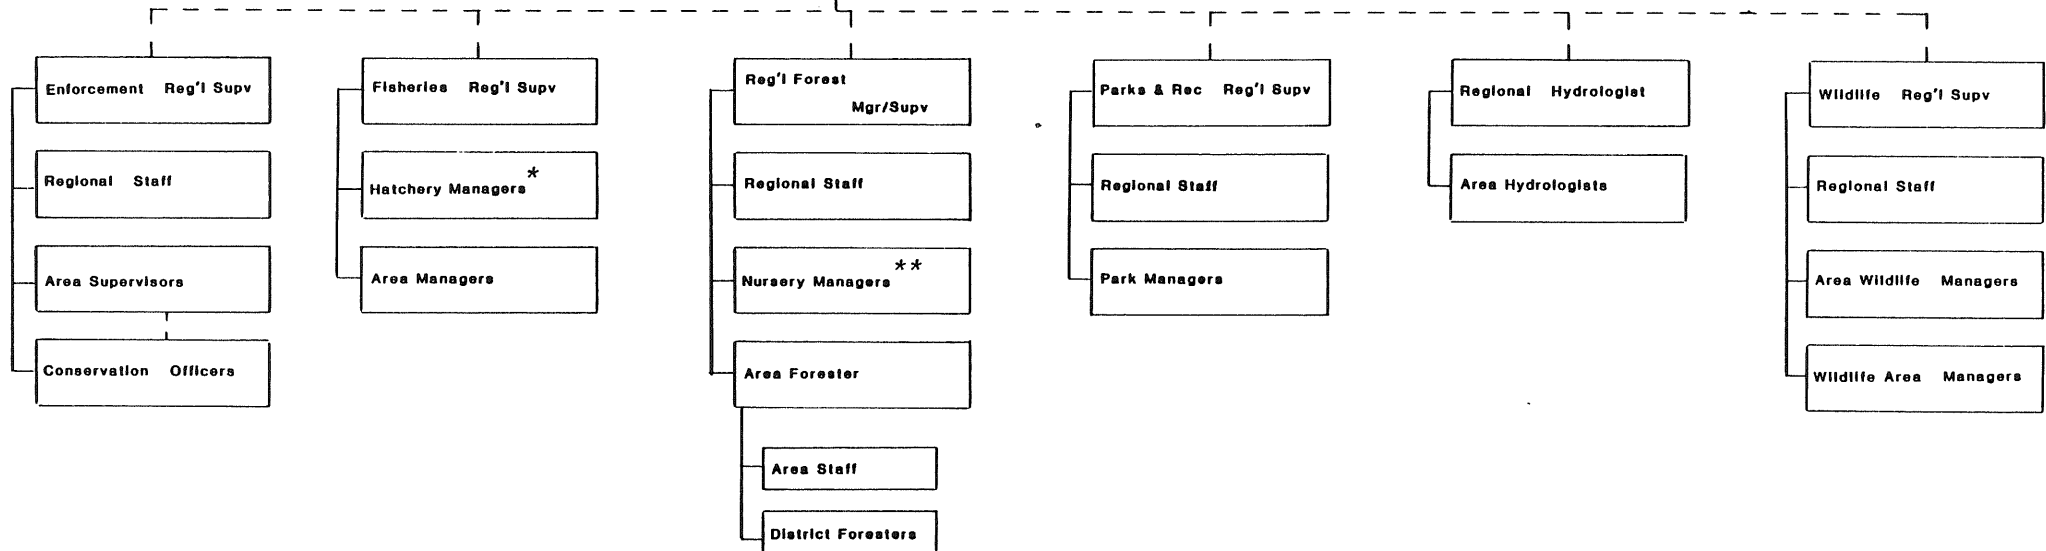 Enforcement Reg'l Supv
Regional Staff
Area Supervisors
Conservation Officers
Fisheries Reg'l Supv
Hatchery Managers*
Area Managers
Reg'l Forest
Mgr/Supv
Regional Staff
Nursery Managers**
Area Forester
Area Staff
District Foresters
Parks & Rec Reg'l Supv
Regional Staff
Park Managers
Regional Hydrologist
Area Hydrologists
Wildlife Reg'l Supv
Regional Staff
Area Wildlife Managers
Wildlife Area Managers